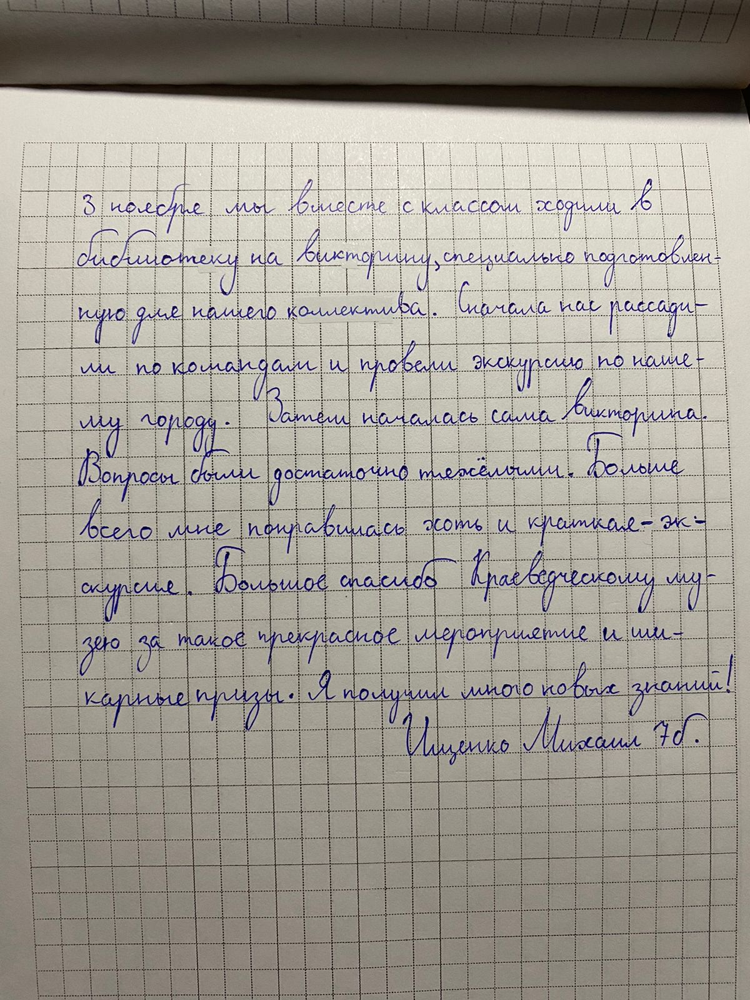 3 ноября мы вместе с классом ходили в
библиотеку на викторину, специально подготовлен-
ную для нашего коллектива. Сначала нас рассади-
ли по командам и провели экскурсию по наше-
му городу. Затем началась сама викторина.
Вопросы были достаточно тяжёлыми. Больше
всего мне понравилась хоть и краткая - эк-
скурсия. Большое спасибо Краеведческому му-
зею за такое прекрасное мероприятие и ши-
карные призы. Я получил много новых знаний!
Ищенко Михаил 7б.